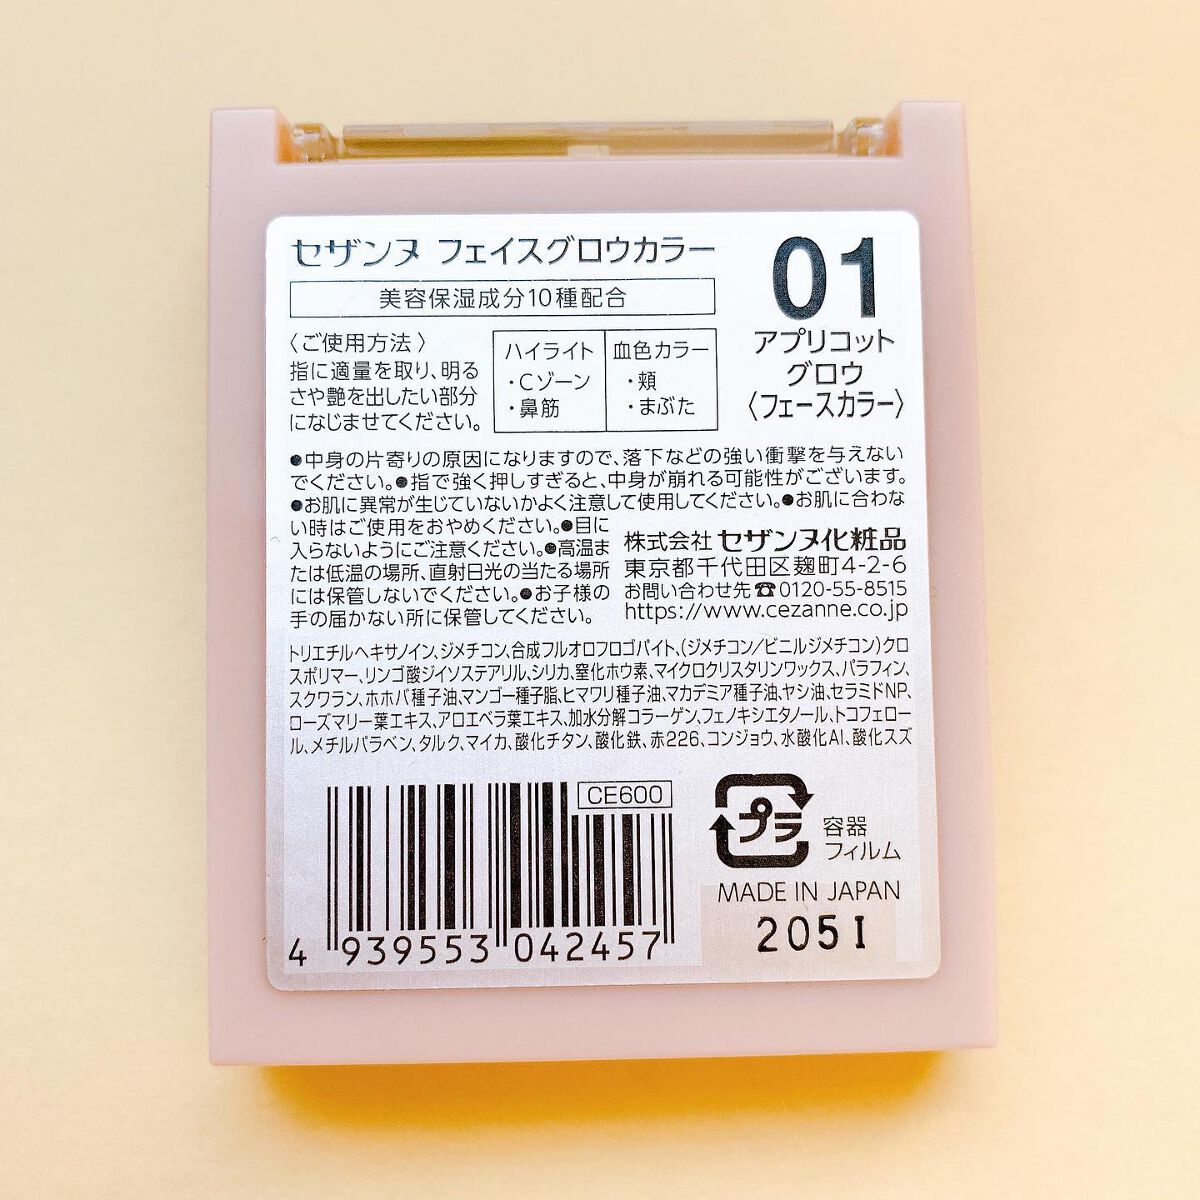 セザンヌ フェイスグロウカラー
美容保湿成分10種配合
01
アプリコット
グロウ
〈フェースカラー〉
〈ご使用方法〉
指に適量を取り、明る
さや艶を出したい部分
になじませてください。
ハイライト
・Cゾーン
・鼻筋
血色カラー
・頬
・まぶた
●中身の片寄りの原因になりますので、落下などの強い衝撃を与えない
でください。●指で強く押しすぎると、中身が崩れる可能性がございます。
●お肌に異常が生じていないかよく注意して使用してください。●お肌に合わな
い時はご使用をおやめください。●目に
入らないようにご注意ください。●高温ま
たは低温の場所、直射日光の当たる場所
には保管しないでください。●お子様の
手の届かない所に保管してください。
株式会社 セザンヌ化粧品
東京都千代田区麹町4-2-6
お問い合わせ先☎0120-55-8515
https://www.cezanne.co.jp
トリエチルヘキサノイン、ジメチコン、合成フルオロフロゴパイト、(ジメチコン/ビニルジメチコン)クロ
スポリマー、リンゴ酸ジイソステアリル、シリカ、窒化ホウ素、マイクロクリスタリンワックス、パラフィン、
スクワラン、ホホバ種子油、マンゴー種子脂、ヒマワリ種子油、マカデミア種子油、ヤシ油、セラミドNP、
ローズマリー葉エキス、アロエベラ葉エキス、加水分解コラーゲン、フェノキシエタノール、トコフェロー
ル、メチルパラベン、タルク、マイカ、酸化チタン、酸化鉄、赤226、コンジョウ、水酸化Al、酸化スズ
CE600
4 939553 042457
プラ
容器
フィルム
MADE IN JAPAN
205I